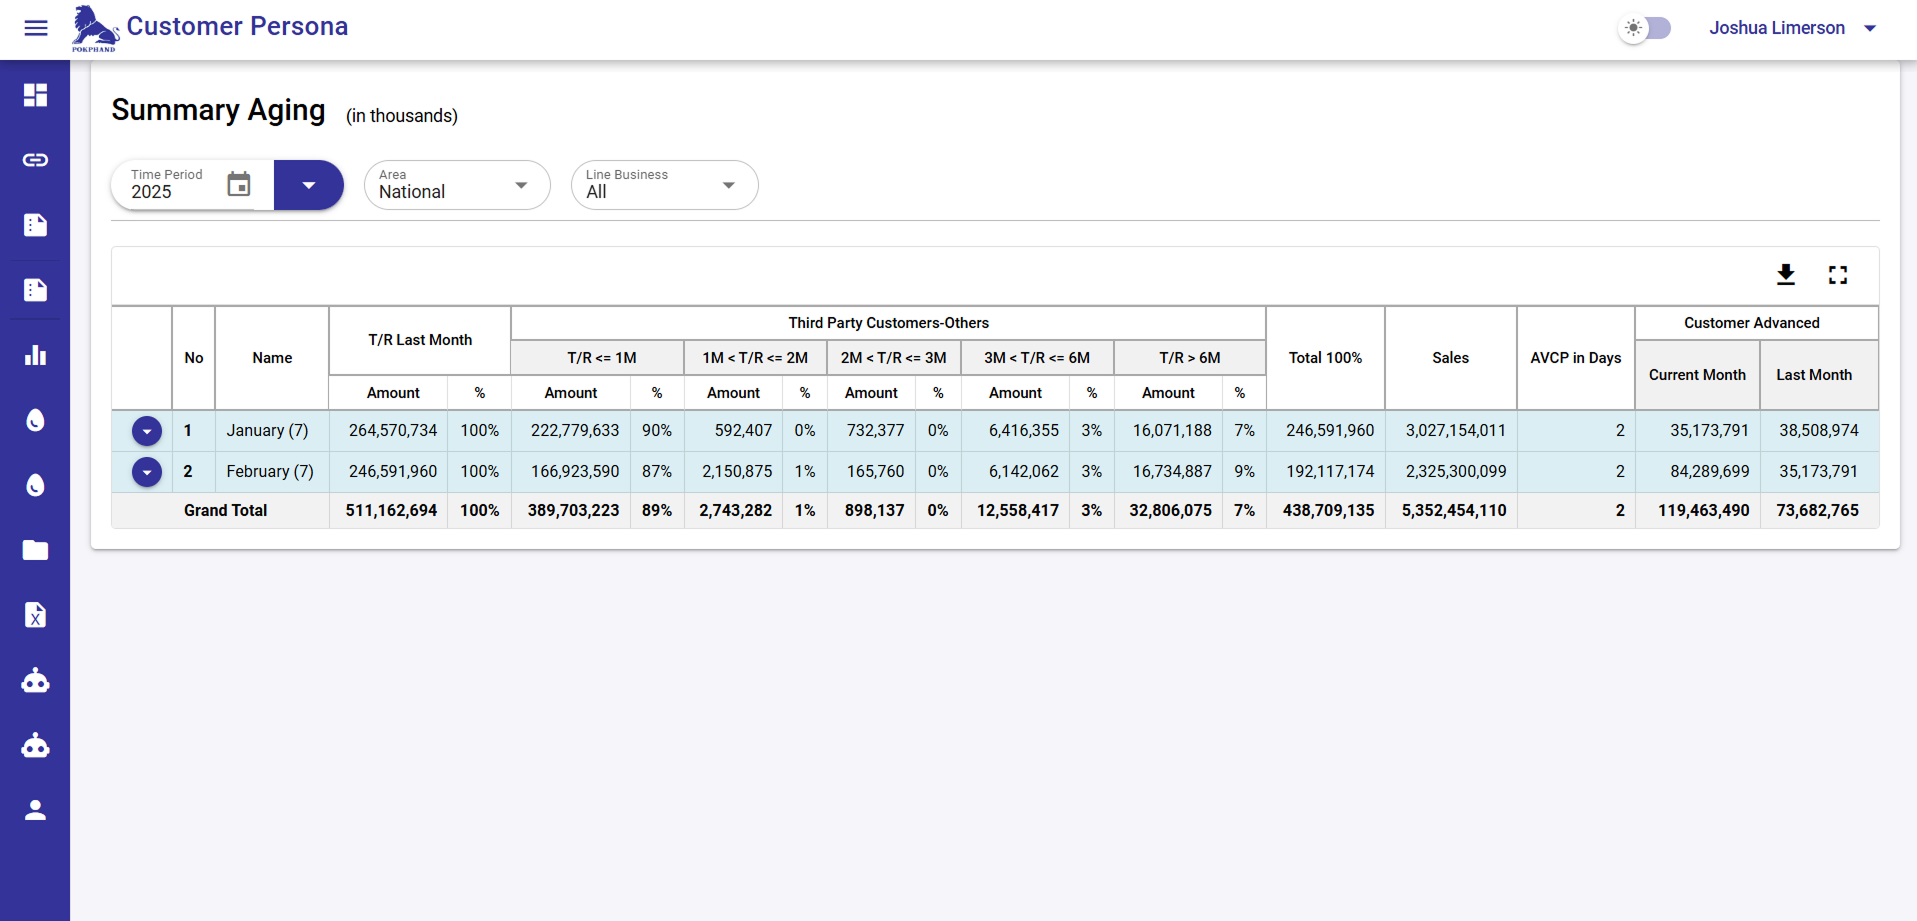 Customer Persona
POKPHAND
Joshua Limerson
Summary Aging (in thousands)
Time Period
2025
Area
National
Line Business
All
No Name T/R Last Month Third Party Customers-Others Total 100% Sales AVCP in Days Customer Advanced
T/R <= 1M 1M < T/R <= 2M 2M < T/R <= 3M 3M < T/R <= 6M T/R > 6M Current Month Last Month
Amount % Amount % Amount % Amount % Amount % Amount %
1 January (7) 264,570,734 100% 222,779,633 90% 592,407 0% 732,377 0% 6,416,355 3% 16,071,188 7% 246,591,960 3,027,154,011 2 35,173,791 38,508,974
2 February (7) 246,591,960 100% 166,923,590 87% 2,150,875 1% 165,760 0% 6,142,062 3% 16,734,887 9% 192,117,174 2,325,300,099 2 84,289,699 35,173,791
Grand Total 511,162,694 100% 389,703,223 89% 2,743,282 1% 898,137 0% 12,558,417 3% 32,806,075 7% 438,709,135 5,352,454,110 2 119,463,490 73,682,765
X